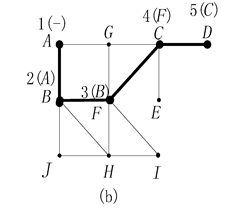 5(C)
4(F)
1(−)
A G C D
2(A)
3(B)
B F E
J H I
(b)